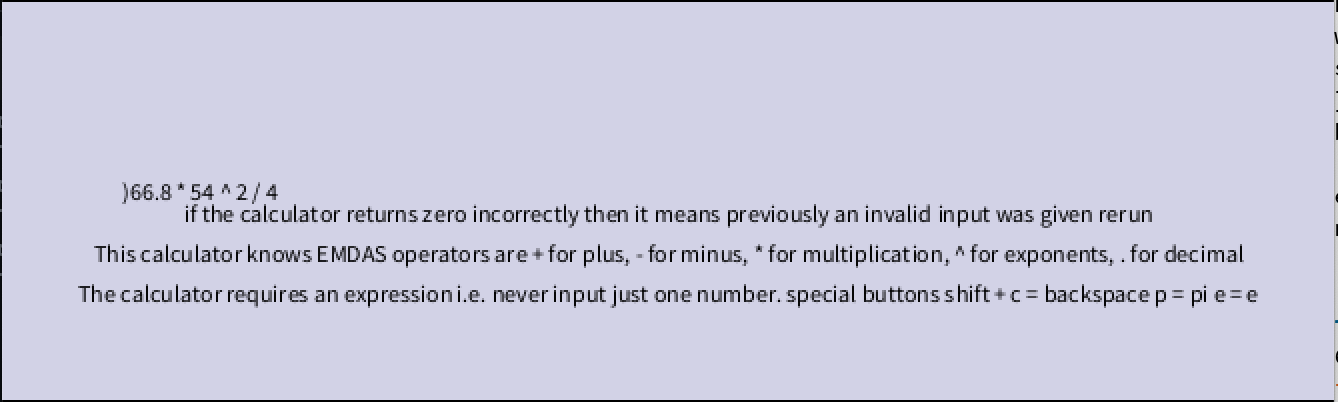 )66.8 * 54 ^ 2 / 4
if the calculator returns zero incorrectly then it means previously an invalid input was given rerun
This calculator knows EMDAS operators are + for plus, - for minus, * for multiplication, ^ for exponents, . for decimal
The calculator requires an expression i.e. never input just one number. special buttons shift + c = backspace p = pi e = e